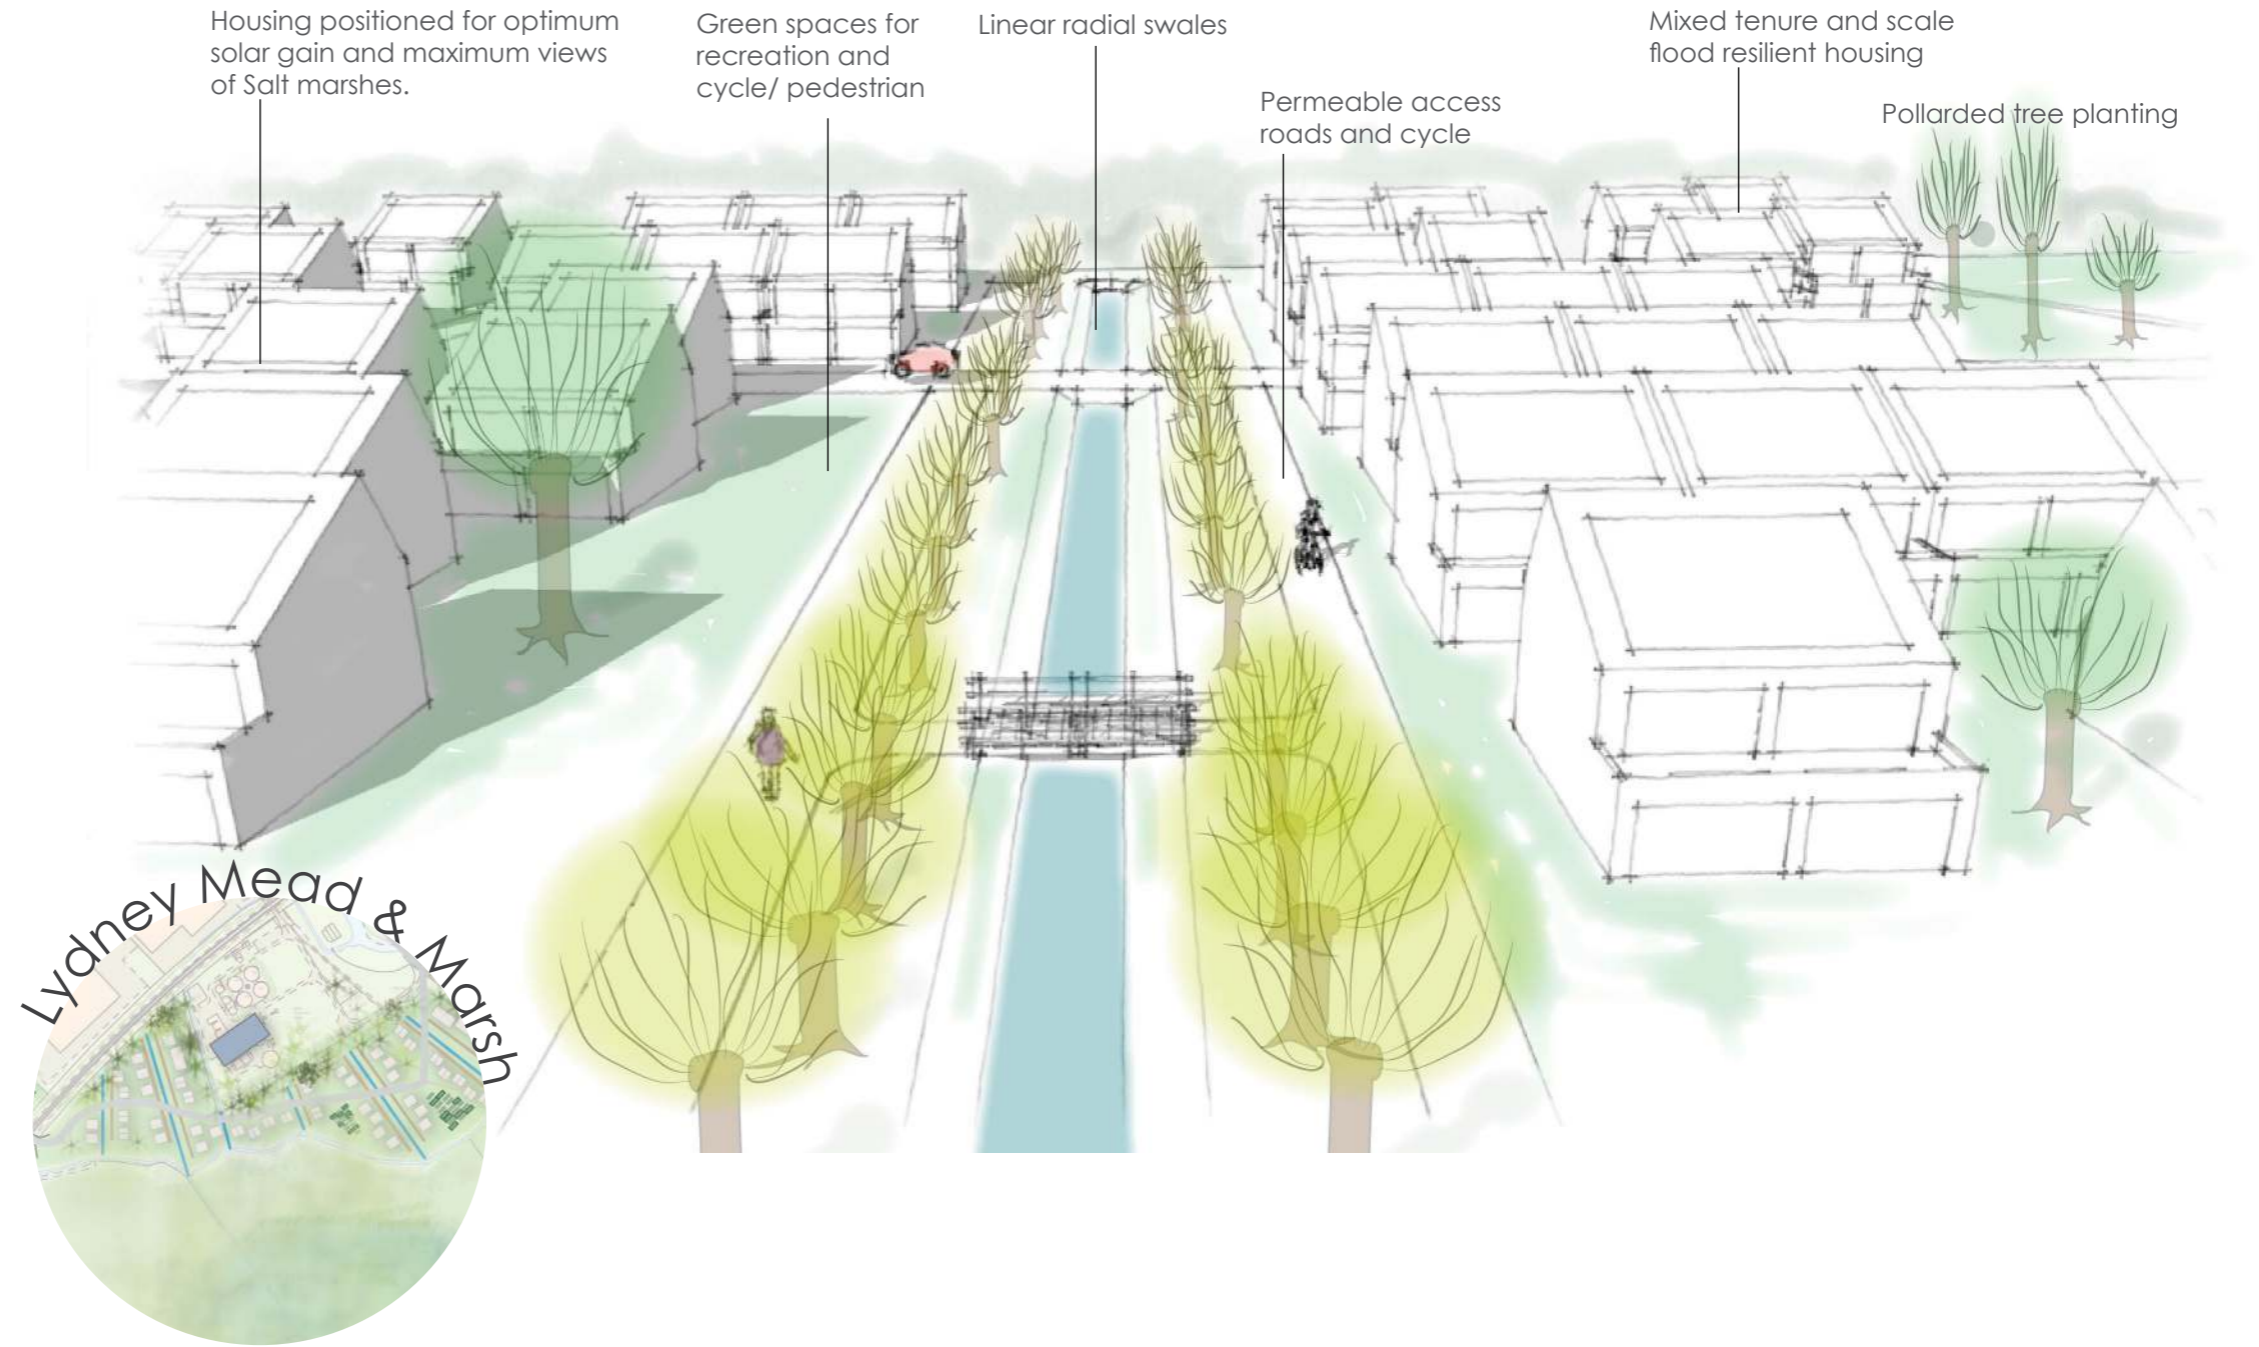 Housing positioned for optimum
solar gain and maximum views
of Salt marshes.
Green spaces for
recreation and
cycle/ pedestrian
Linear radial swales
Permeable access
roads and cycle
Mixed tenure and scale
flood resilient housing
Pollarded tree planting
Lydney Mead & Marsh